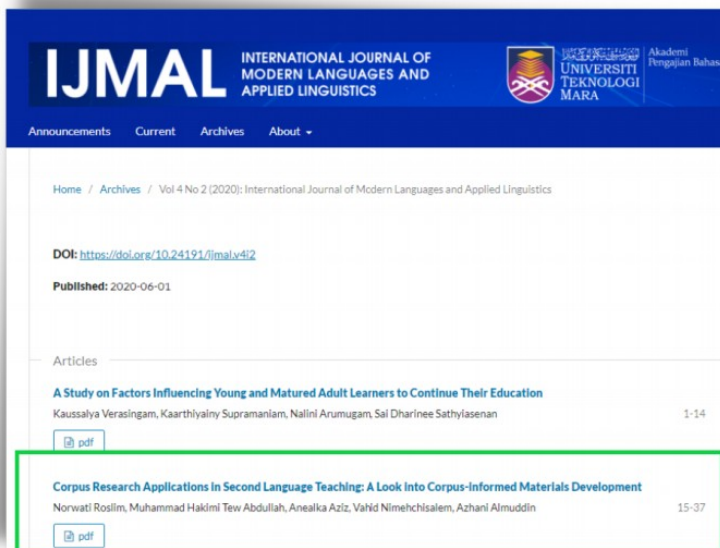 IJMAL
INTERNATIONAL JOURNAL OF
MODERN LANGUAGES AND
APPLIED LINGUISTICS
UNIVERSITI
TEKNOLOGI
MARA
Akademi
Pengajian Bahas
Announcements Current Archives About
Home / Archives / Vol 4 No 2 (2020): International Journal of Modern Languages and Applied Linguistics
DOI: https://doi.org/10.24191/ijmal.v4i2
Published: 2020-06-01
Articles
A Study on Factors Influencing Young and Matured Adult Learners to Continue Their Education
Kaussalya Verasingam, Kaarthiyainy Supramaniam, Nalini Arumugam, Sai Dharinee Sathyiasenan 1-14
pdf
Corpus Research Applications in Second Language Teaching: A Look into Corpus-informed Materials Development
Norwati Roslim, Muhammad Hakimi Tew Abdullah, Anealka Aziz, Vahid Nimehchisalem, Azhani Almuddin 15-37
pdf